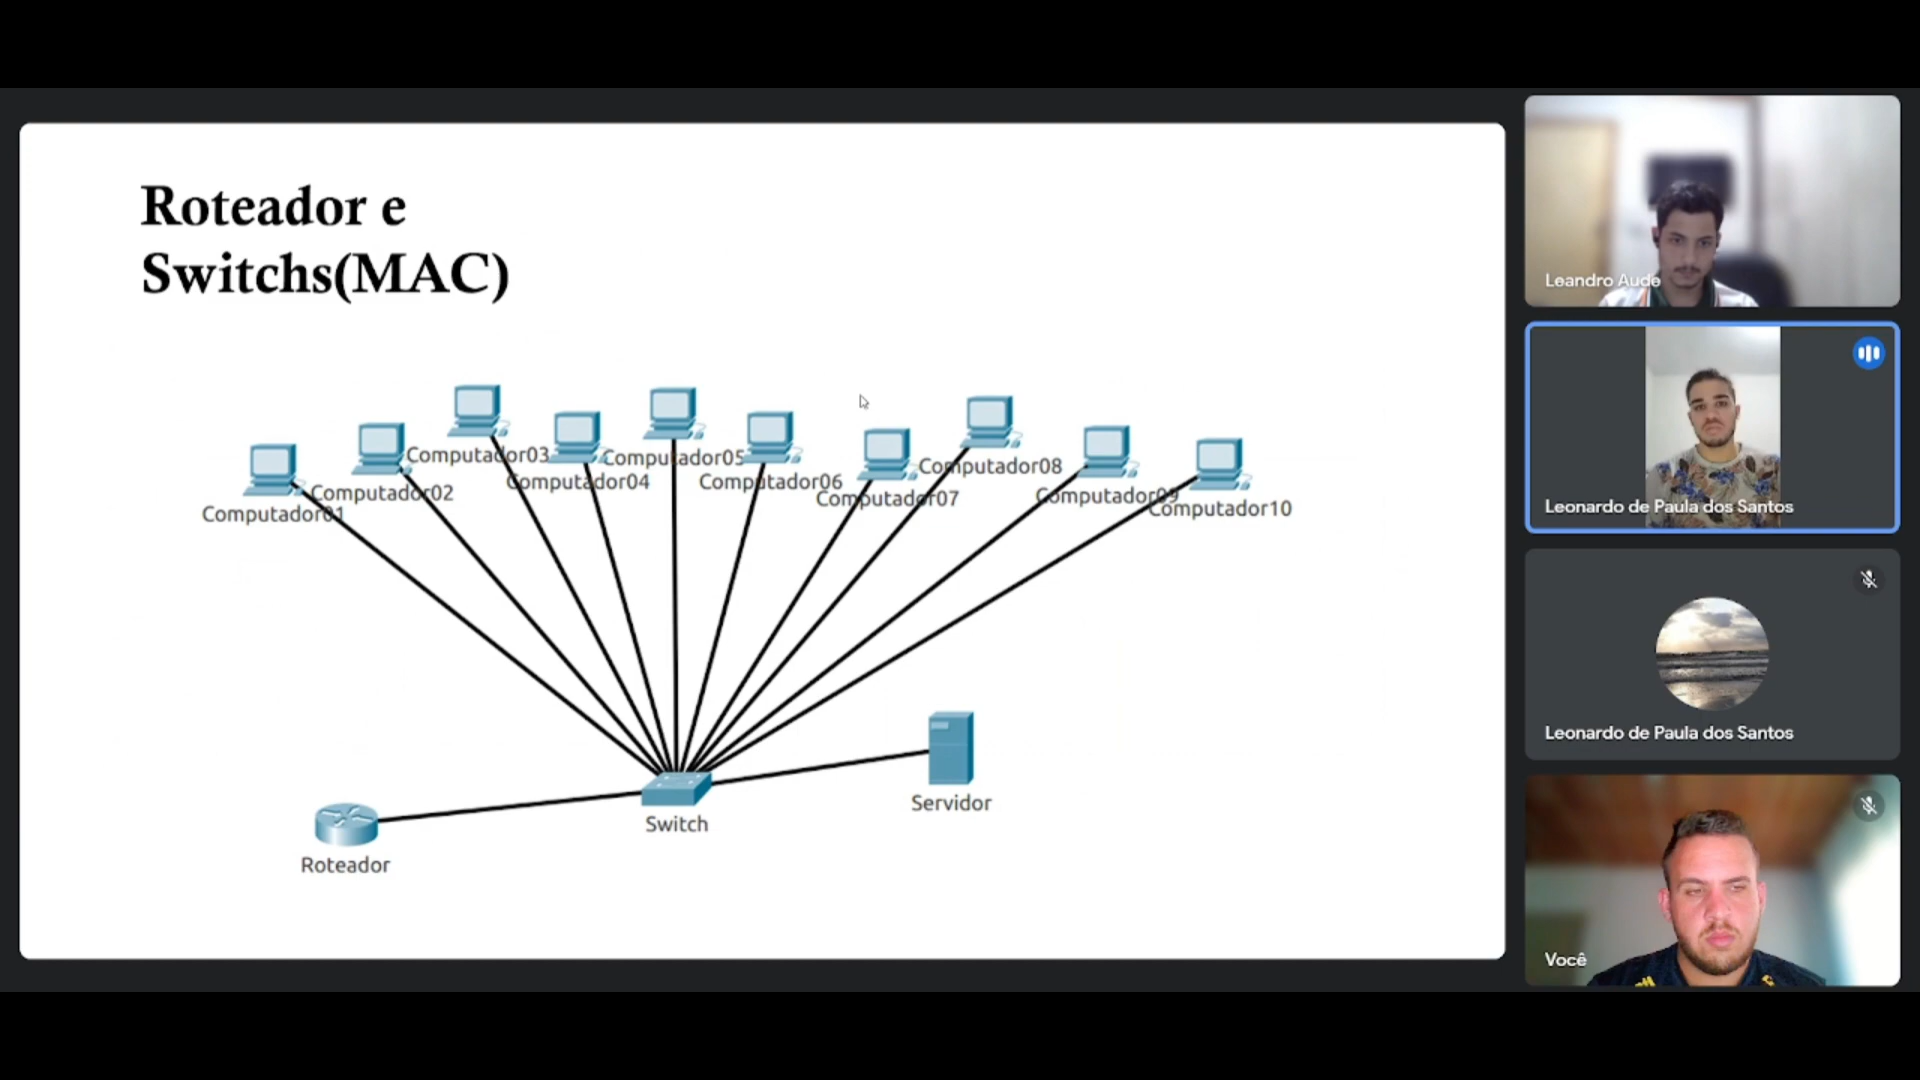 Roteador e
Switchs(MAC)
Computador01
Computador02
Computador03
Computador04
Computador05
Computador06
Computador07
Computador08
Computador09
Computador10
Servidor
Switch
Roteador
Leandro Aude
Leonardo de Paula dos Santos
Leonardo de Paula dos Santos
Você